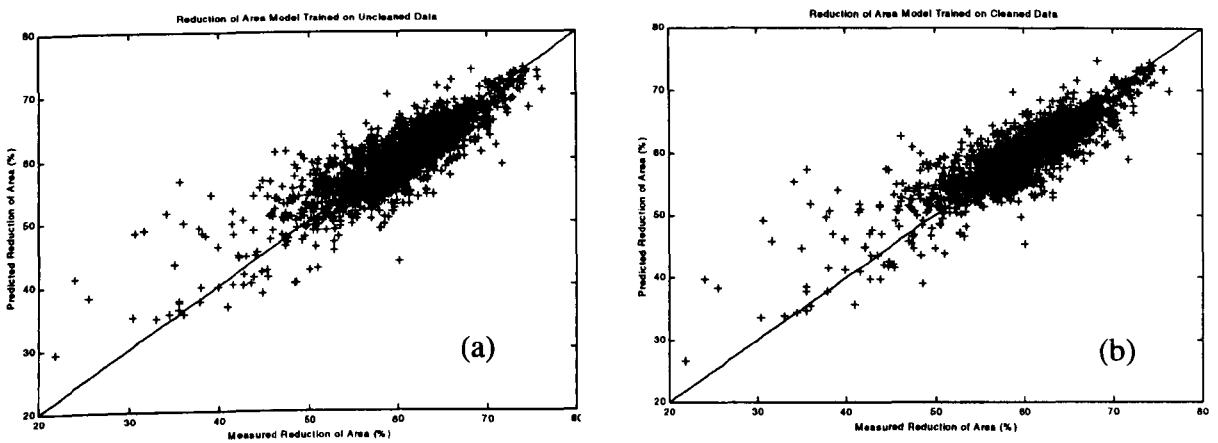 Reduction of Area Model Trained on Uncleaned Data
80
70
60
50
40
30
20
Predicted Reduction of Area (%)
20 30 40 50 60 70 80
Measured Reduction of Area (%)
(a)
Reduction of Area Model Trained on Cleaned Data
80
70
60
50
40
30
20
Predicted Reduction of Area (%)
20 30 40 50 60 70 80
Measured Reduction of Area (%)
(b)